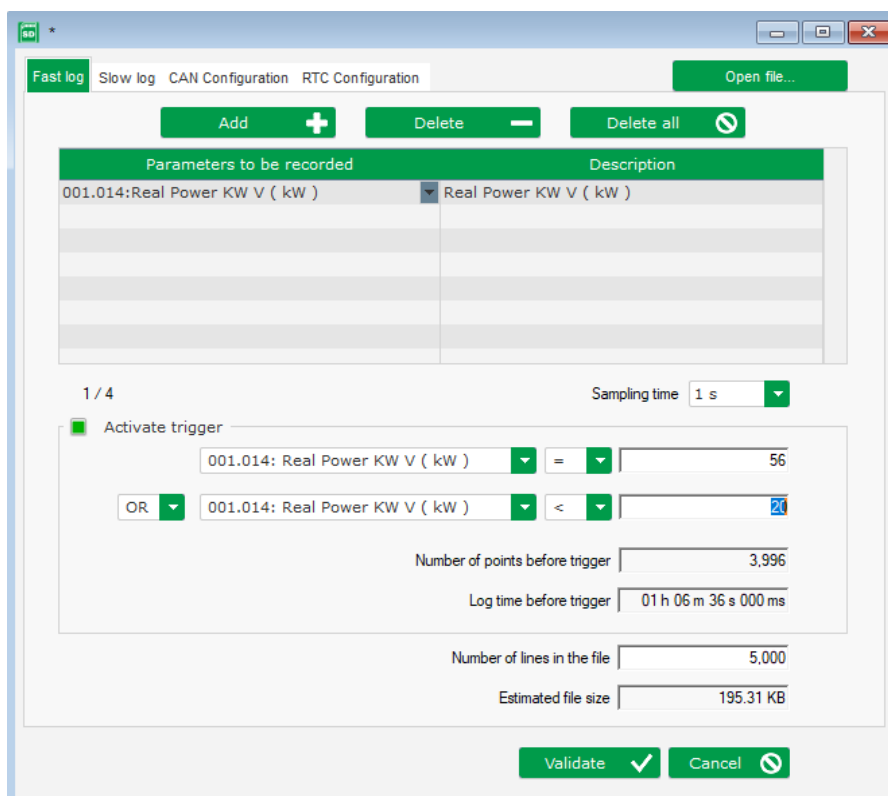 SD *
Fast log Slow log CAN Configuration RTC Configuration Open file...
Add Delete Delete all
Parameters to be recorded Description
001.014:Real Power KW V ( kW ) Real Power KW V ( kW )
1 / 4 Sampling time 1 s
Activate trigger
001.014: Real Power KW V ( kW ) = 56
OR 001.014: Real Power KW V ( kW ) < 20
Number of points before trigger 3,996
Log time before trigger 01 h 06 m 36 s 000 ms
Number of lines in the file 5,000
Estimated file size 195.31 KB
Validate Cancel